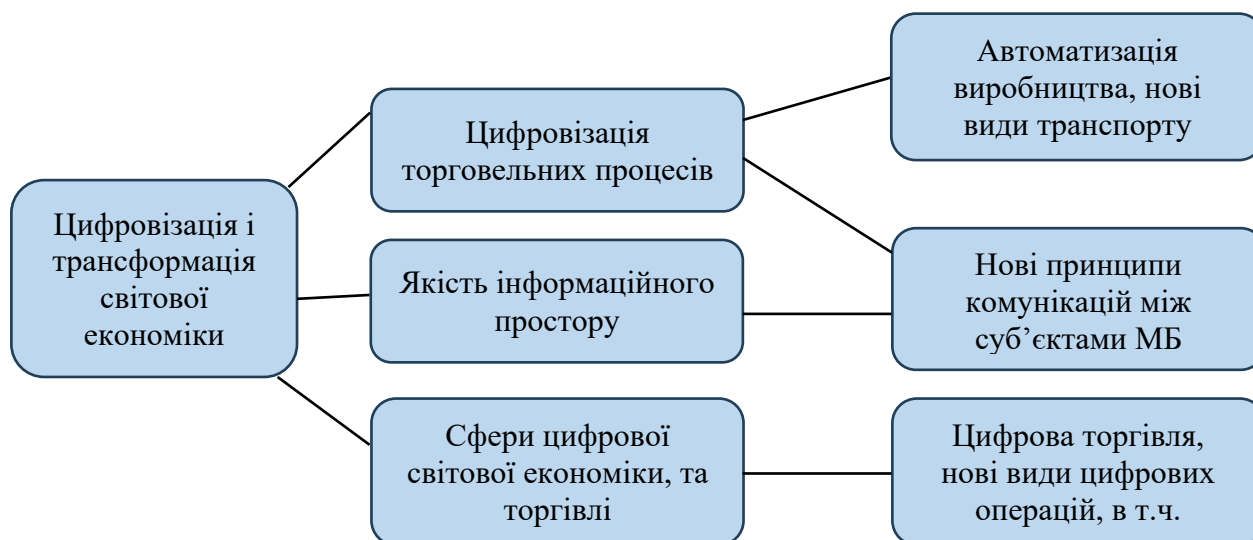 Цифровізація і
трансформація
світової
економіки
Цифровізація
торговельних процесів
Якість інформаційного
простору
Сфери цифрової
світової економіки, та
торгівлі
Автоматизація
виробництва, нові
види транспорту
Нові принципи
комунікацій між
суб’єктами МБ
Цифрова торгівля,
нові види цифрових
операцій, в т.ч.